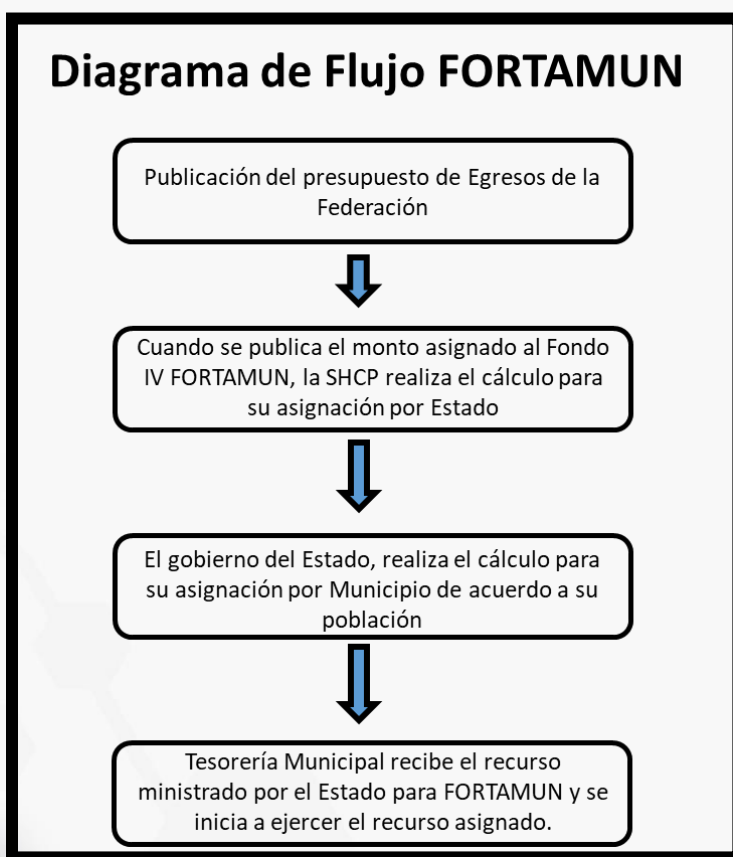 Diagrama de Flujo FORTAMUN
Publicación del presupuesto de Egresos de la
Federación
Cuando se publica el monto asignado al Fondo
IV FORTAMUN, la SHCP realiza el cálculo para
su asignación por Estado
El gobierno del Estado, realiza el cálculo para
su asignación por Municipio de acuerdo a su
población
Tesorería Municipal recibe el recurso
ministrado por el Estado para FORTAMUN y se
inicia a ejercer el recurso asignado.